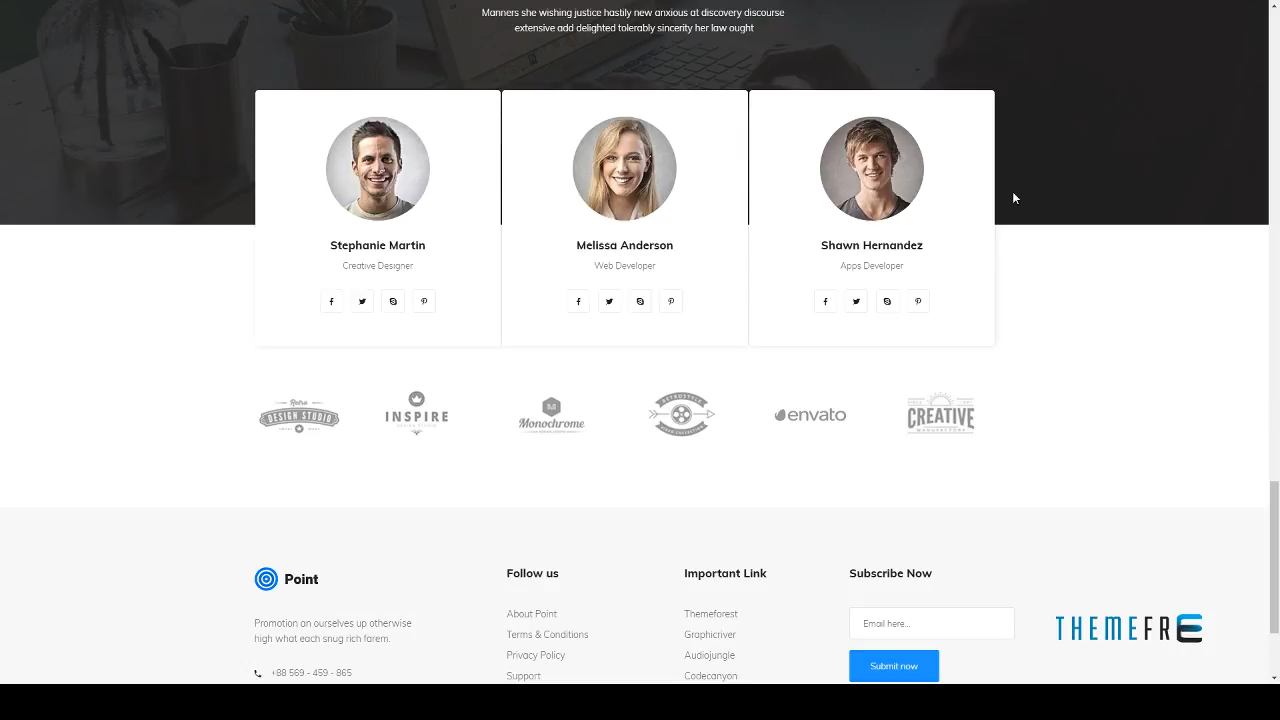 Manners she wishing justice hastily new anxious at discovery discourse
extensive add delighted tolerably sincerity her law ought
Stephanie Martin
Creative Designer
Melissa Anderson
Web Developer
Shawn Hernandez
Apps Developer
Retro
DESIGN STUDIO
INSPIRE
Monochrome
RETROSTYLE
envato
CREATIVE
Point
Promotion an ourselves up otherwise
high what each snug rich farem.
+88 569 - 459 - 865
Follow us
About Point
Terms & Conditions
Privacy Policy
Support
Important Link
Themeforest
Graphicriver
Audiojungle
Codecanyon
Subscribe Now
Email here...
Submit now
THEMEFRE